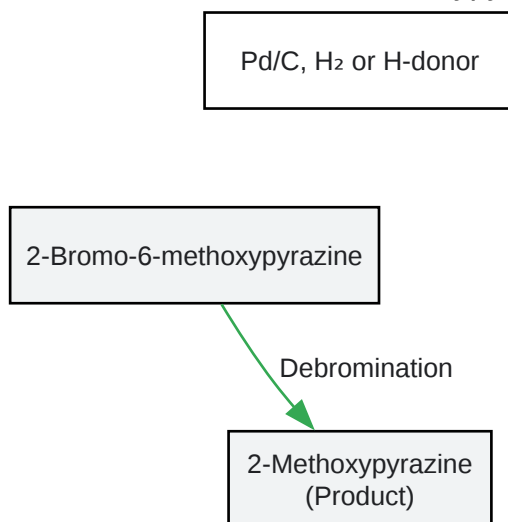 Pd/C, H₂ or H-donor
2-Bromo-6-methoxypyrazine
Debromination
2-Methoxypyrazine
(Product)